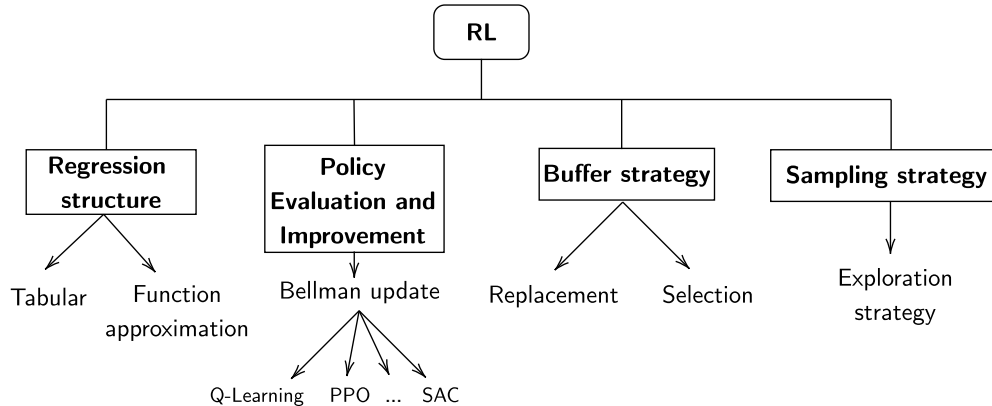 RL
Regression
structure
Policy
Evaluation and
Improvement
Buffer strategy
Sampling strategy
Tabular
Function
approximation
Bellman update
Q-Learning PPO ... SAC
Replacement
Selection
Exploration
strategy